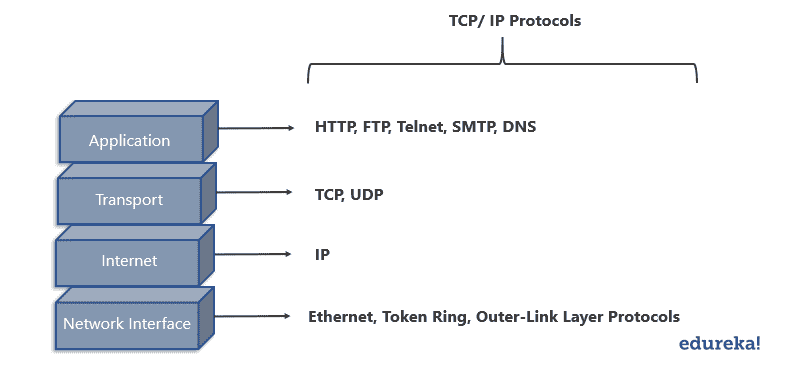 TCP/ IP Protocols
Application
HTTP, FTP, Telnet, SMTP, DNS
Transport
TCP, UDP
Internet
IP
Network Interface
Ethernet, Token Ring, Outer-Link Layer Protocols
edureka!